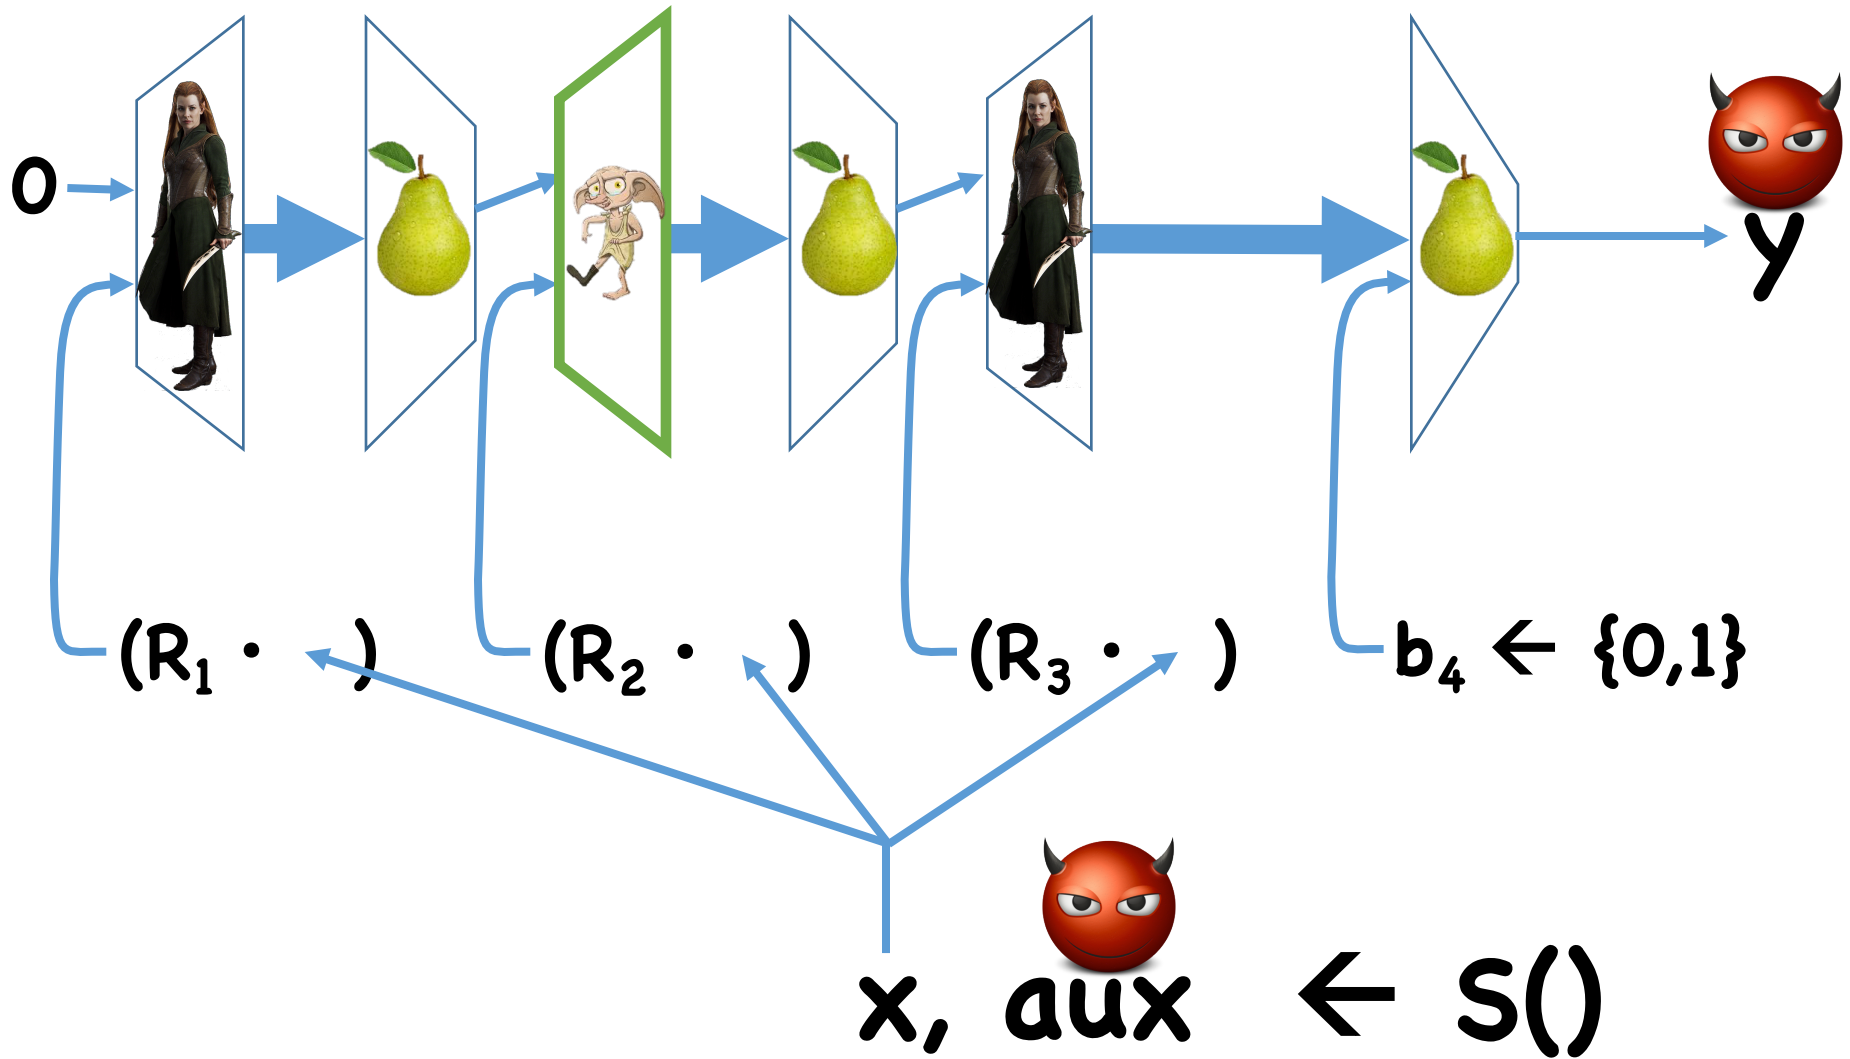 0
y
(R₁ · ) (R₂ · ) (R₃ · ) b₄ ← {0,1}
x, aux ← S()